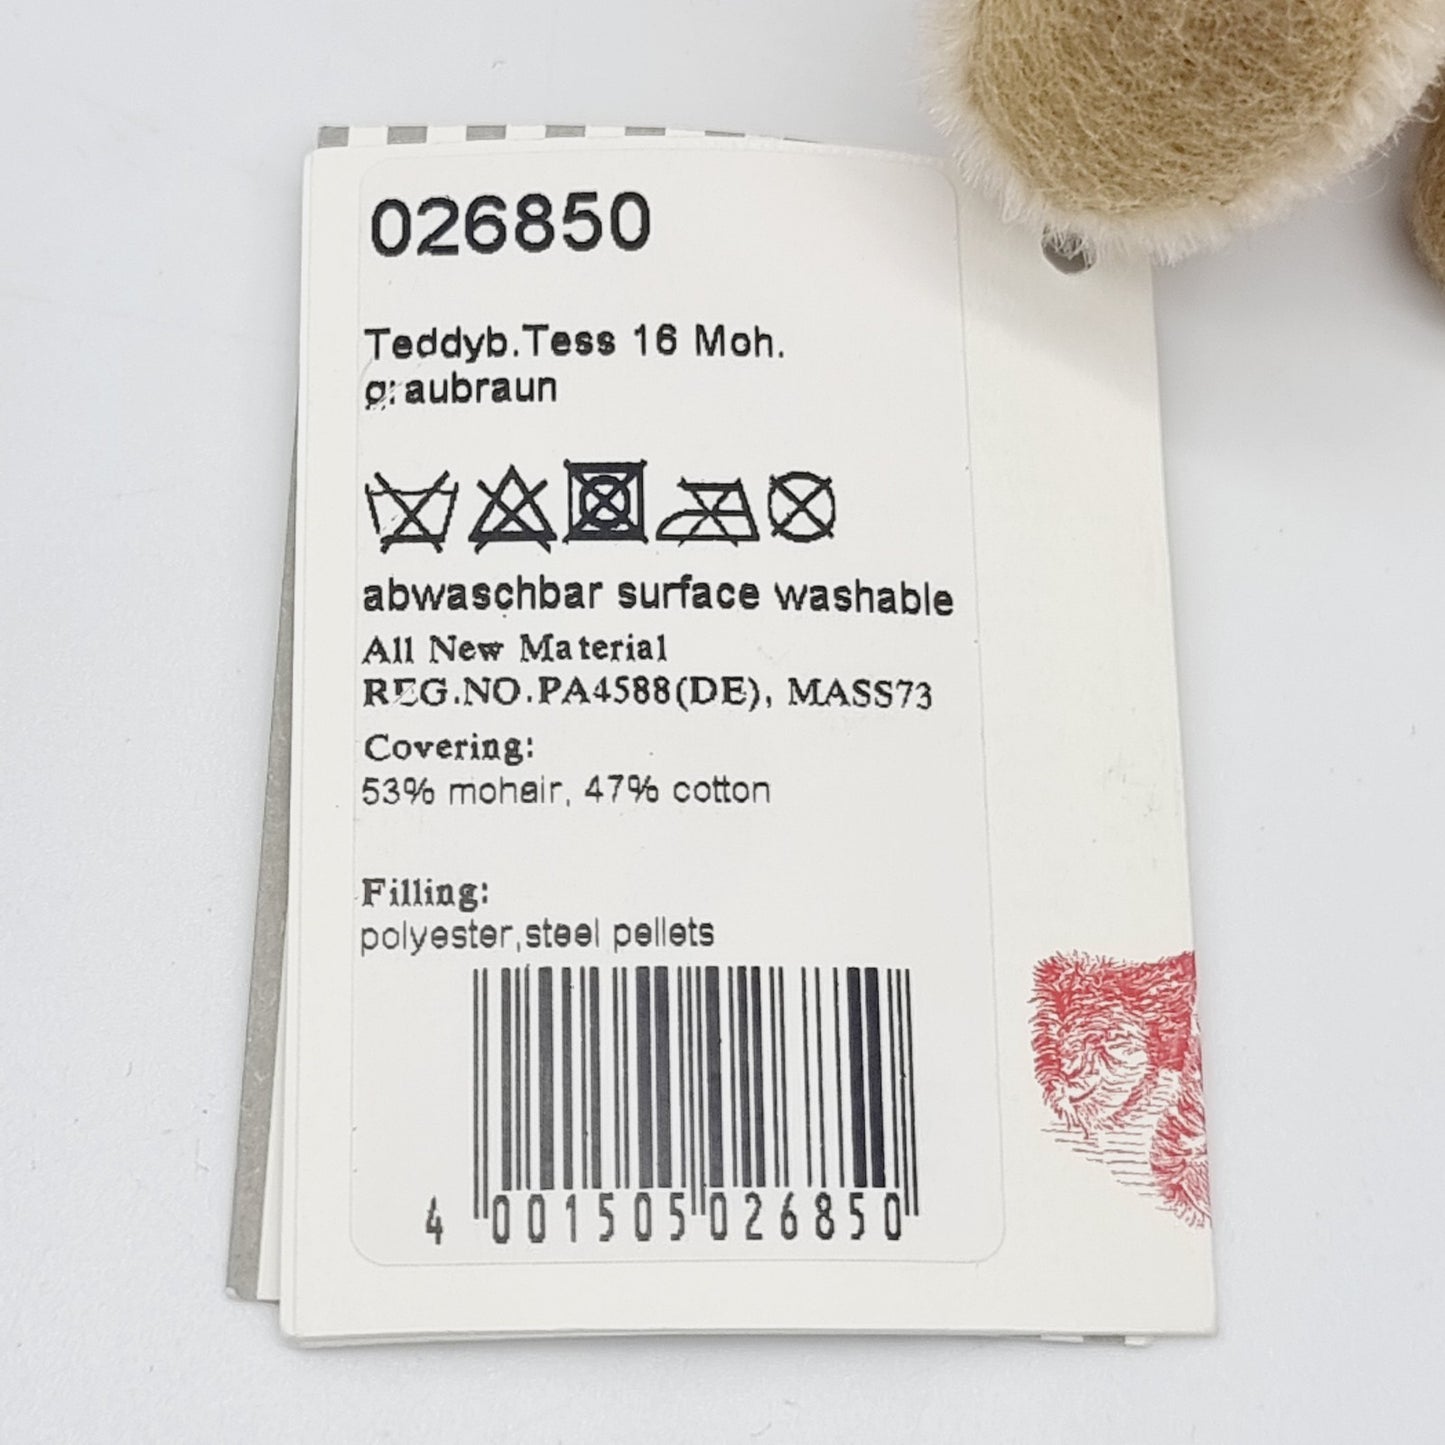 026850
Teddyb.Tess 16 Moh.
graubraun
abwaschbar surface washable
All New Material
REG.NO.PA4588(DE), MASS73
Covering:
53% mohair, 47% cotton
Filling:
polyester,steel pellets
4 001505 026850